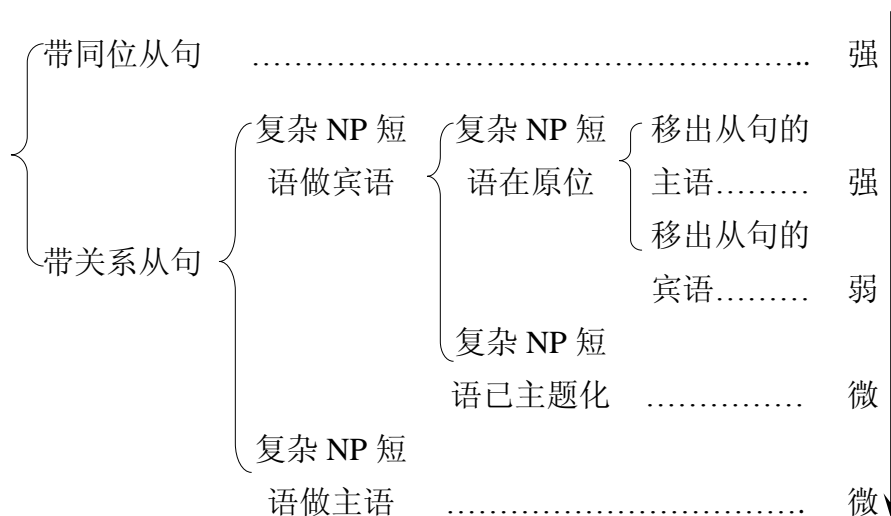 带同位从句 …………………………………………….. 强
复杂 NP 短 复杂 NP 短 移出从句的
语做宾语 语在原位 主语……… 强
移出从句的
带关系从句
宾语……… 弱
复杂 NP 短
语已主题化 …………… 微
复杂 NP 短
语做主语 ……………………………. 微